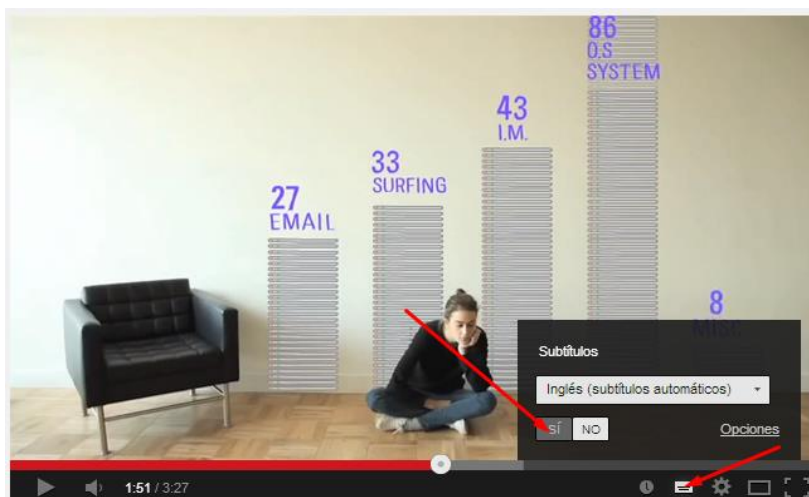 86
O.S
SYSTEM
43
I.M.
33
SURFING
27
EMAIL
8
MISC
Subtítulos
Inglés (subtítulos automáticos)
SÍ NO
Opciones
1:51 / 3:27